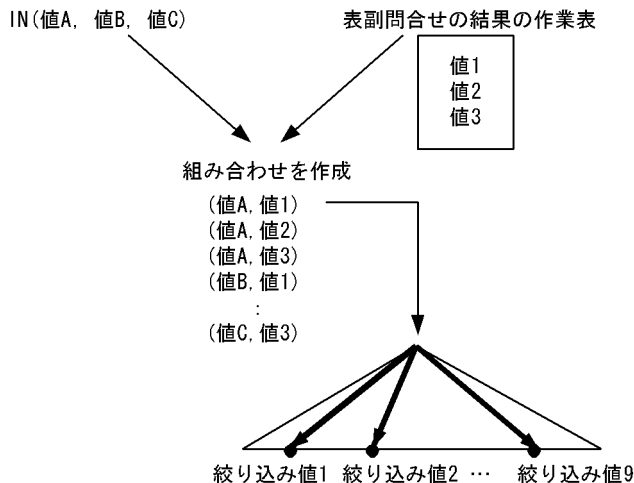 IN(値A, 値B, 値C)
表副問合せの結果の作業表
値1
値2
値3
組み合わせを作成
(値A,値1)
(値A,値2)
(値A,値3)
(値B,値1)
:
(値C,値3)
絞り込み値1 絞り込み値2 … 絞り込み値9